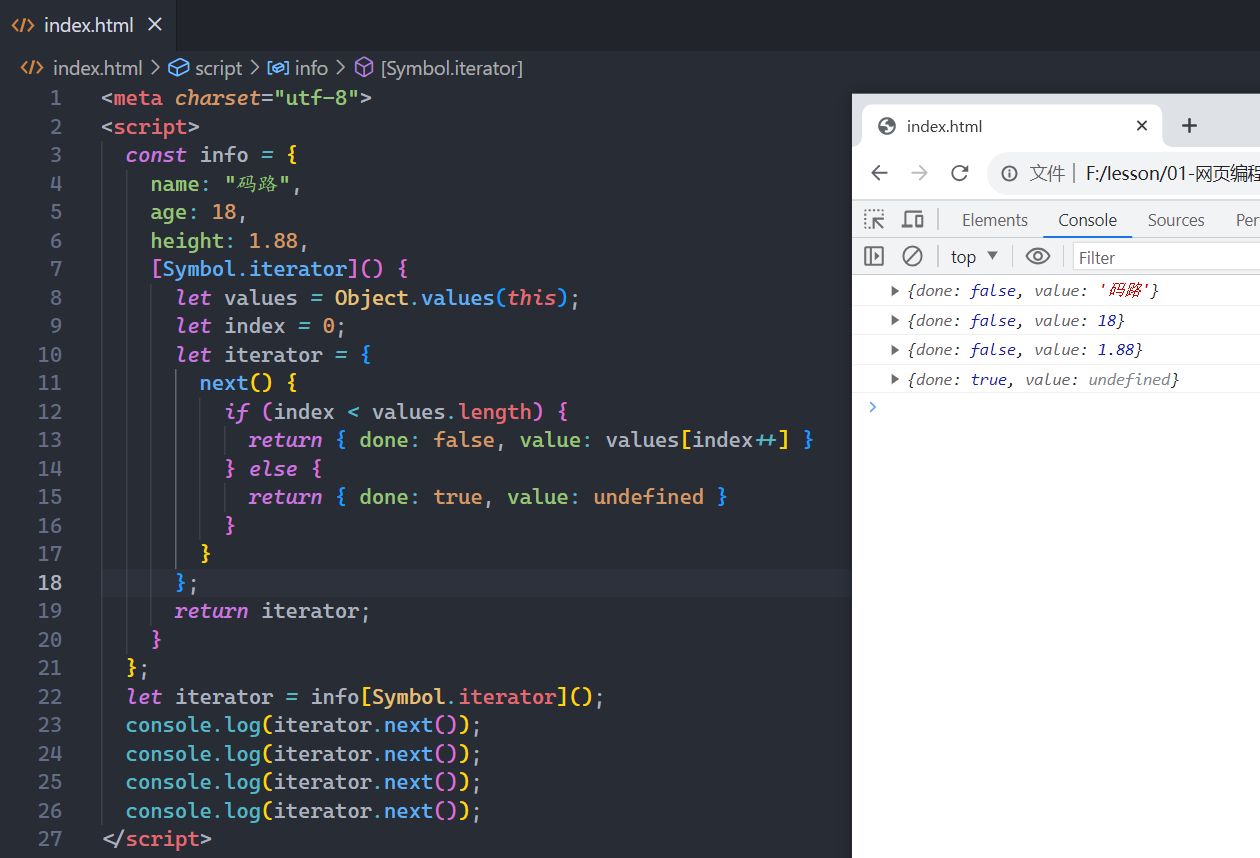 index.html
index.html > script > info > [Symbol.iterator]
1 <meta charset="utf-8">
2 <script>
3 const info = {
4 name: "码路",
5 age: 18,
6 height: 1.88,
7 [Symbol.iterator]() {
8 let values = Object.values(this);
9 let index = 0;
10 let iterator = {
11 next() {
12 if (index < values.length) {
13 return { done: false, value: values[index++] }
14 } else {
15 return { done: true, value: undefined }
16 }
17 }
18 };
19 return iterator;
20 }
21 };
22 let iterator = info[Symbol.iterator]();
23 console.log(iterator.next());
24 console.log(iterator.next());
25 console.log(iterator.next());
26 console.log(iterator.next());
27 </script>
index.html
文件 | F:/lesson/01-网页编程
Elements Console Sources Per
top Filter
{done: false, value: '码路'}
{done: false, value: 18}
{done: false, value: 1.88}
{done: true, value: undefined}